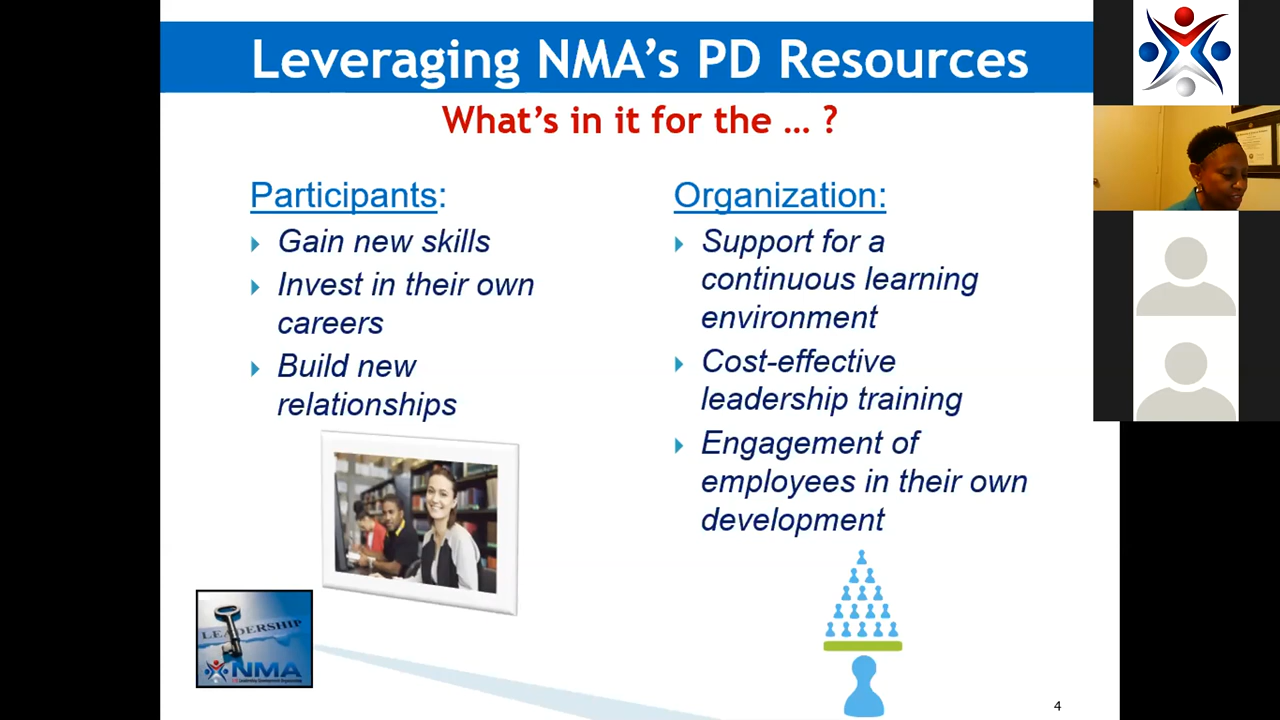 Leveraging NMA's PD Resources
What's in it for the ... ?
Participants:
Gain new skills
Invest in their own
careers
Build new
relationships
Organization:
Support for a
continuous learning
environment
Cost-effective
leadership training
Engagement of
employees in their own
development
LEADERSHIP
NMA
4